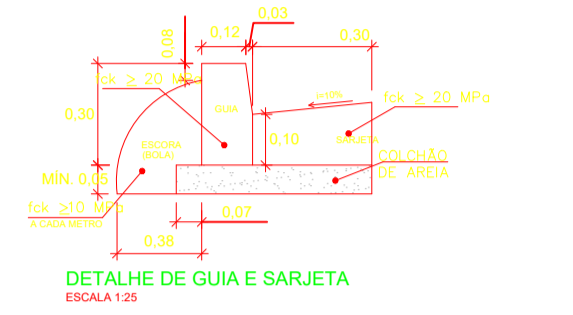 0,03
0,12
0,30
0,08
fck ≥ 20 MPa
i=10%
fck ≥ 20 MPa
GUIA
0,30
0,10
SARJETA
ESCORA
(BOLA)
COLCHÃO
DE AREIA
MÍN. 0,05
fck ≥10 MPa
A CADA METRO
0,07
0,38
DETALHE DE GUIA E SARJETA
ESCALA 1:25